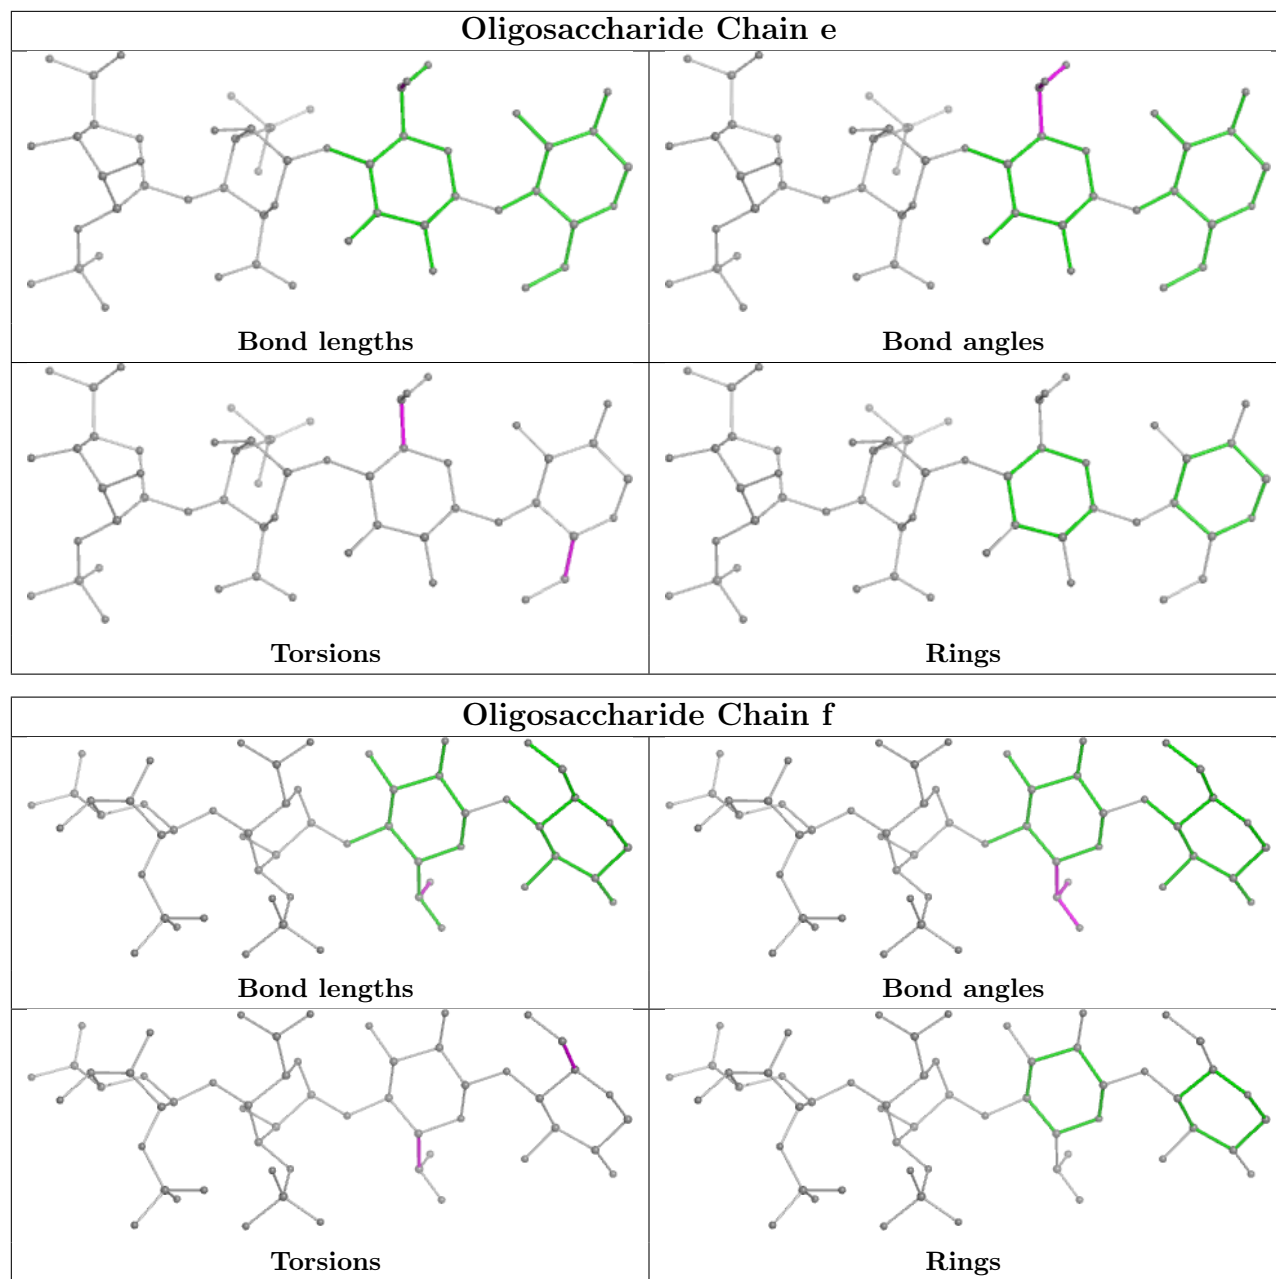 Oligosaccharide Chain e
Bond lengths
Bond angles
Torsions
Rings
Oligosaccharide Chain f
Bond lengths
Bond angles
Torsions
Rings